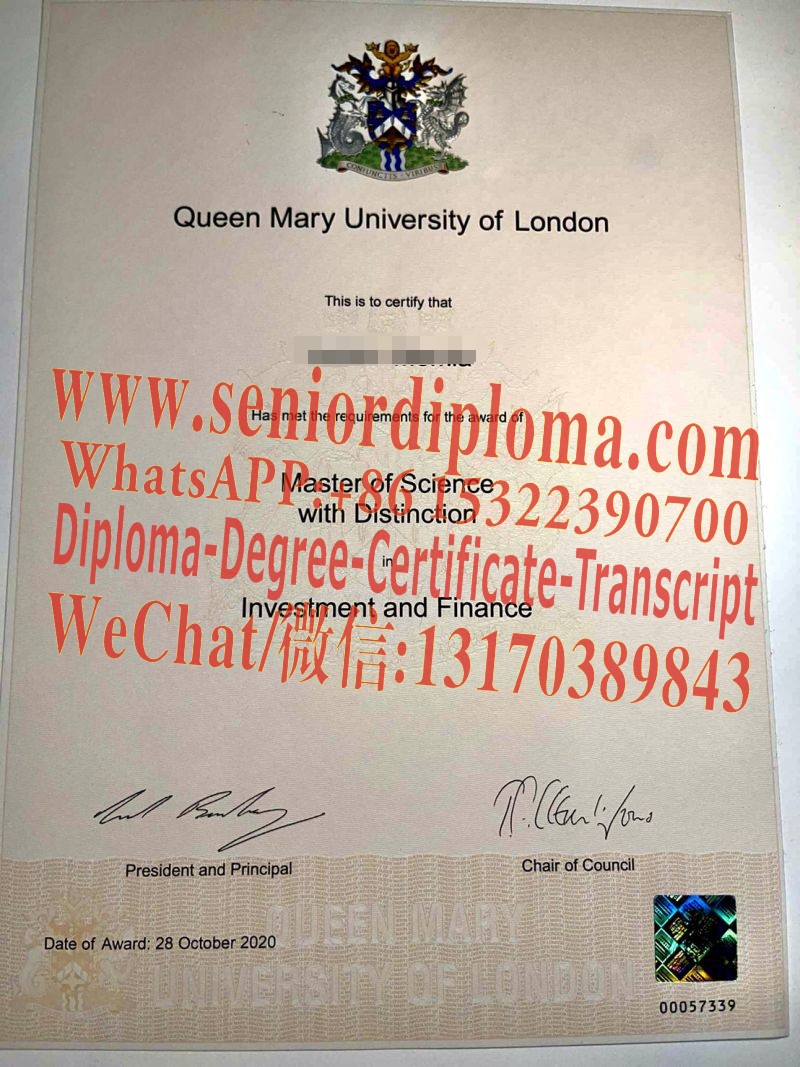 CONIUNCTIS VIRIBUS
Queen Mary University of London
This is to certify that
www.seniordiploma.com
Has met the requirements for the award of
WhatsAPP:+86 15322390700
Master of Science
with Distinction
Diploma-Degree-Certificate-Transcript
in
Investment and Finance
WeChat/微信:13170389843
President and Principal
Chair of Council
QUEEN MARY
Date of Award: 28 October 2020
UNIVERSITY OF LONDON
00057339